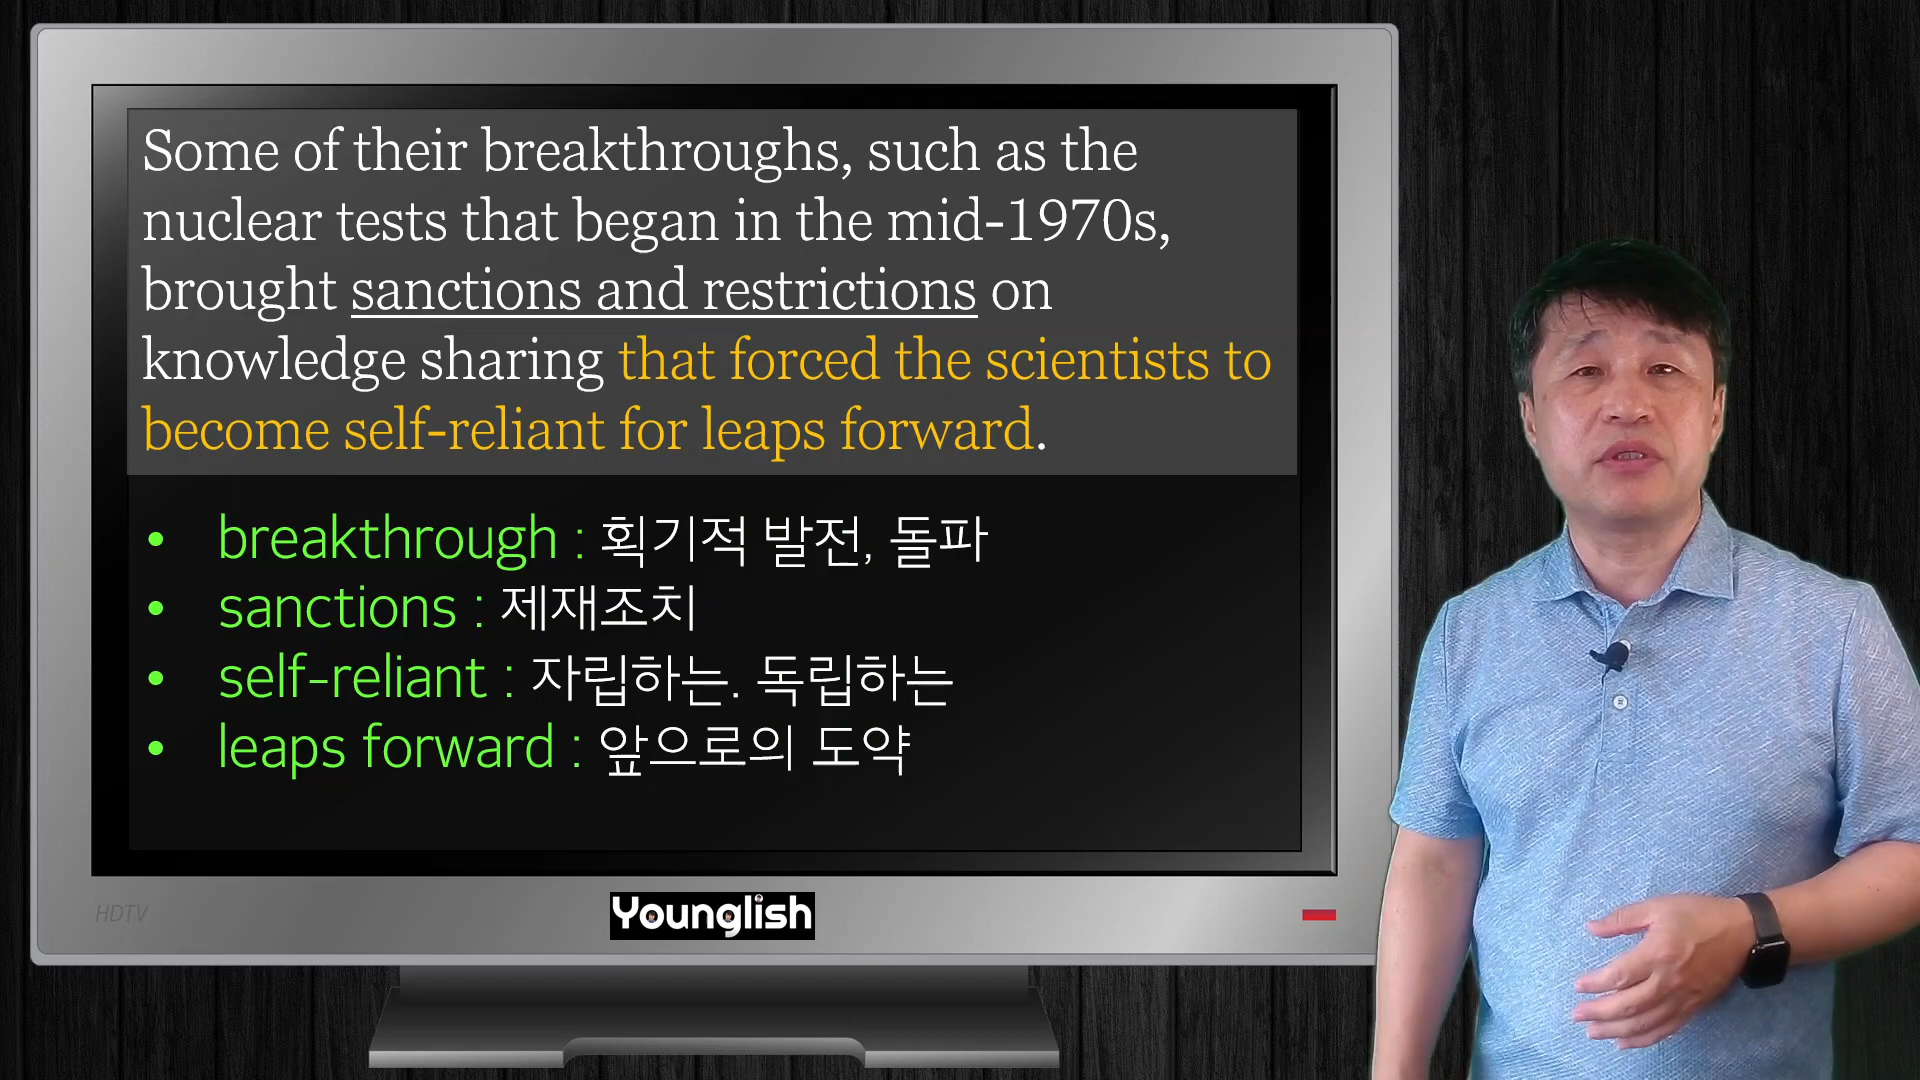 Some of their breakthroughs, such as the
nuclear tests that began in the mid-1970s,
brought sanctions and restrictions on
knowledge sharing that forced the scientists to
become self-reliant for leaps forward.
• breakthrough : 획기적 발전, 돌파
• sanctions : 제재조치
• self-reliant : 자립하는. 독립하는
• leaps forward : 앞으로의 도약
HDTV
Younglish